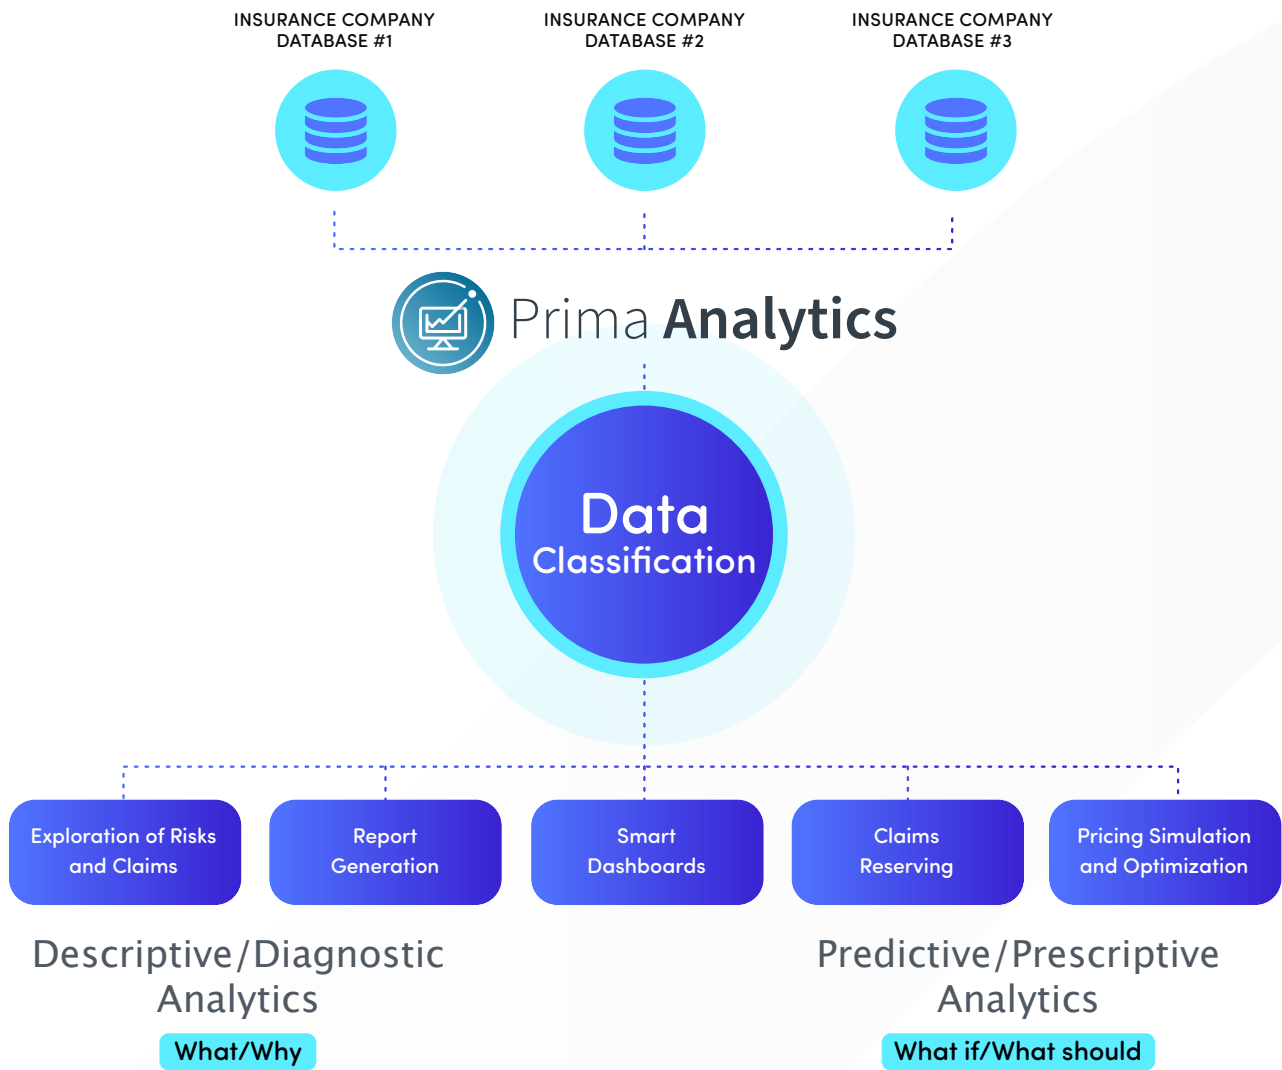 INSURANCE COMPANY
DATABASE #1
INSURANCE COMPANY
DATABASE #2
INSURANCE COMPANY
DATABASE #3
Prima Analytics
Data
Classification
Exploration of Risks
and Claims
Report
Generation
Smart
Dashboards
Claims
Reserving
Pricing Simulation
and Optimization
Descriptive/Diagnostic
Analytics
What/Why
Predictive/Prescriptive
Analytics
What if/What should